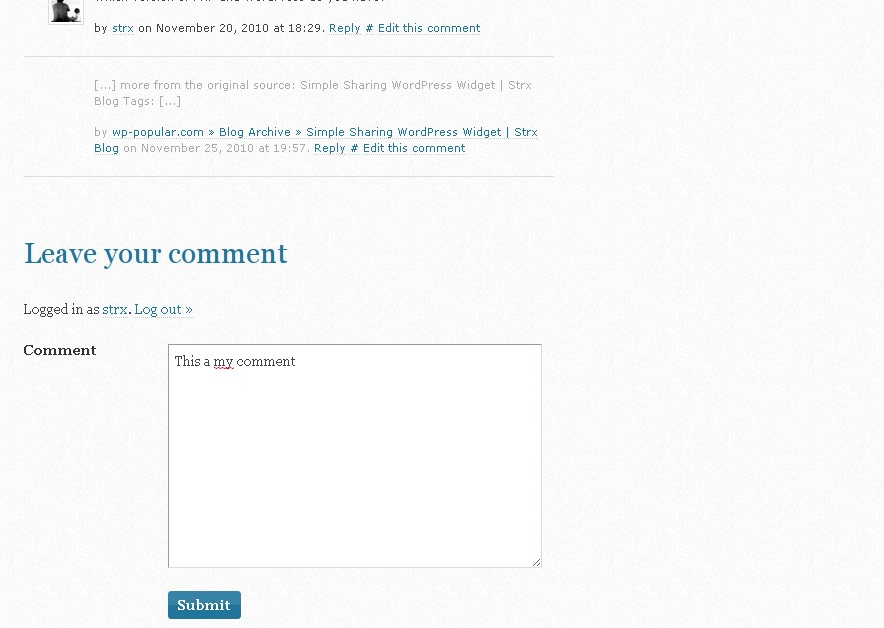 by strx on November 20, 2010 at 18:29. Reply # Edit this comment
[...] more from the original source: Simple Sharing WordPress Widget | Strx
Blog Tags: [...]
by wp-popular.com » Blog Archive » Simple Sharing WordPress Widget | Strx
Blog on November 25, 2010 at 19:57. Reply # Edit this comment
Leave your comment
Logged in as strx. Log out »
Comment
This a my comment
Submit